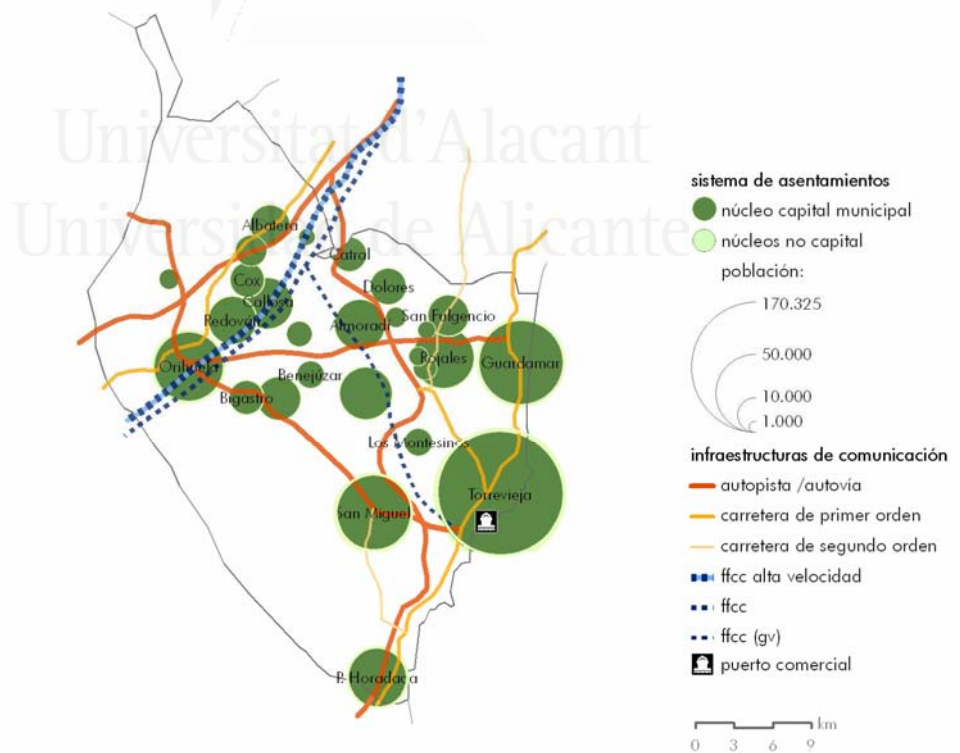 Universitat d'Alacant
Universitat de Alicante
Albatera
Catral
Cox
Dolores
Callosa
Redován
Almoradí
San Fulgencio
Orihuela
Rojales
Guardamar
Benejúzar
Bigastro
Los Montesinos
Torrevieja
San Miguel
P. Horadada
sistema de asentamientos
núcleo capital municipal
núcleos no capital
población:
170.325
50.000
10.000
1.000
infraestructuras de comunicación
autopista /autovía
carretera de primer orden
carretera de segundo orden
ffcc alta velocidad
ffcc
ffcc (gv)
puerto comercial
km
0 3 6 9